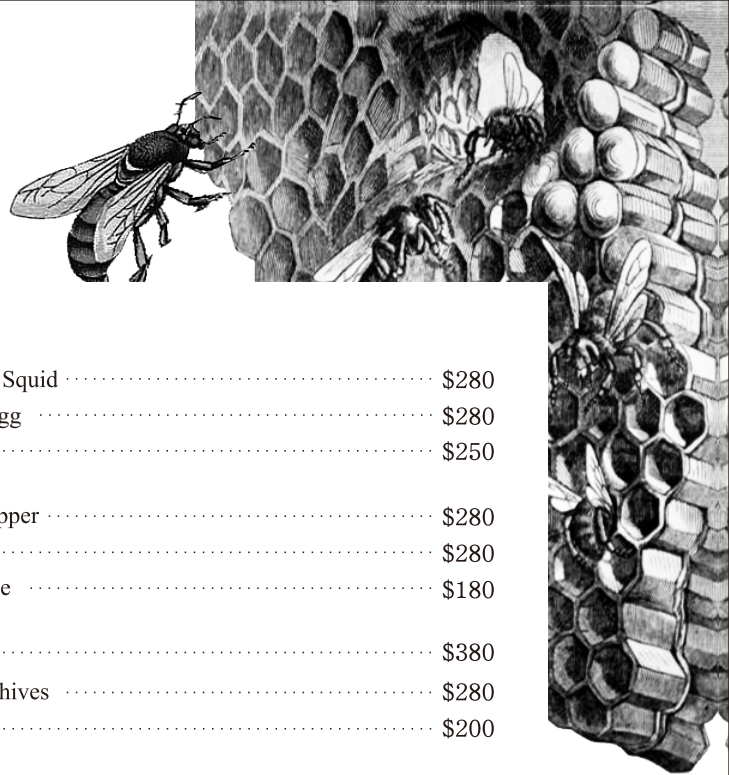 Squid ········································ $280
gg ········································ $280
········································ $250
pper ········································ $280
········································ $280
e ········································ $180
········································ $380
hives ········································ $280
········································ $200